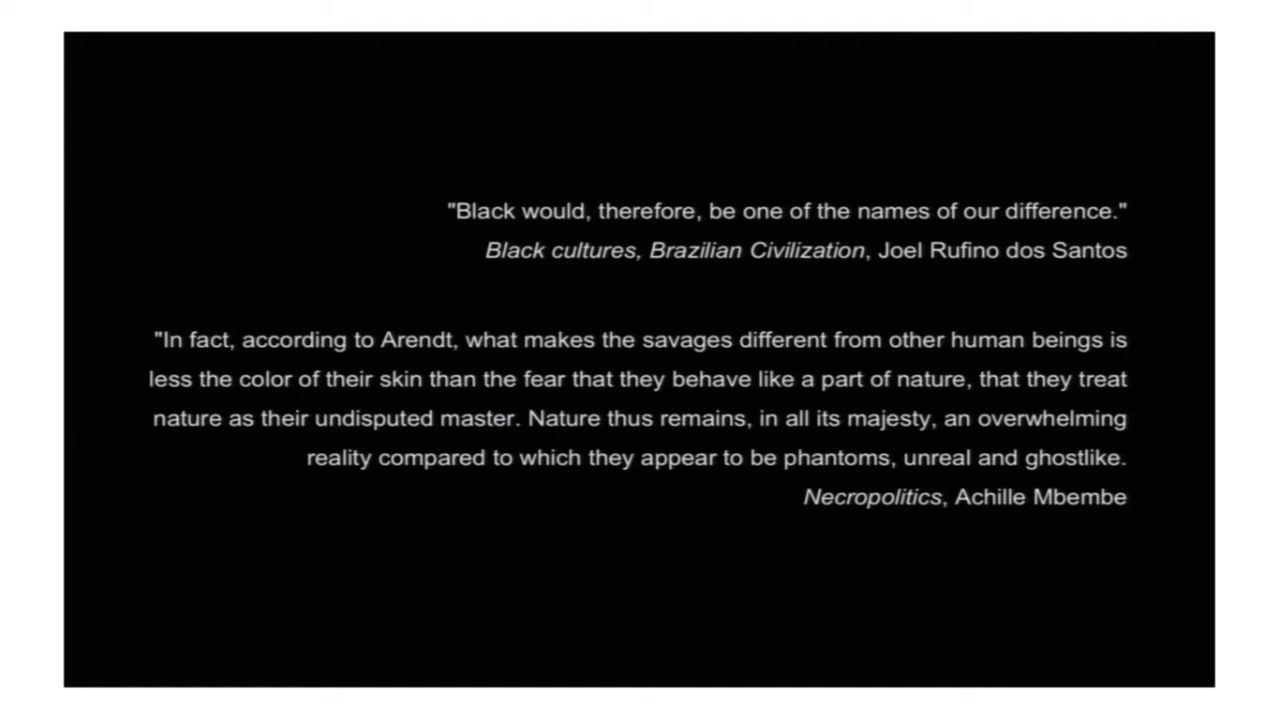 "Black would, therefore, be one of the names of our difference."
Black cultures, Brazilian Civilization, Joel Rufino dos Santos
"In fact, according to Arendt, what makes the savages different from other human beings is
less the color of their skin than the fear that they behave like a part of nature, that they treat
nature as their undisputed master. Nature thus remains, in all its majesty, an overwhelming
reality compared to which they appear to be phantoms, unreal and ghostlike.
Necropolitics, Achille Mbembe